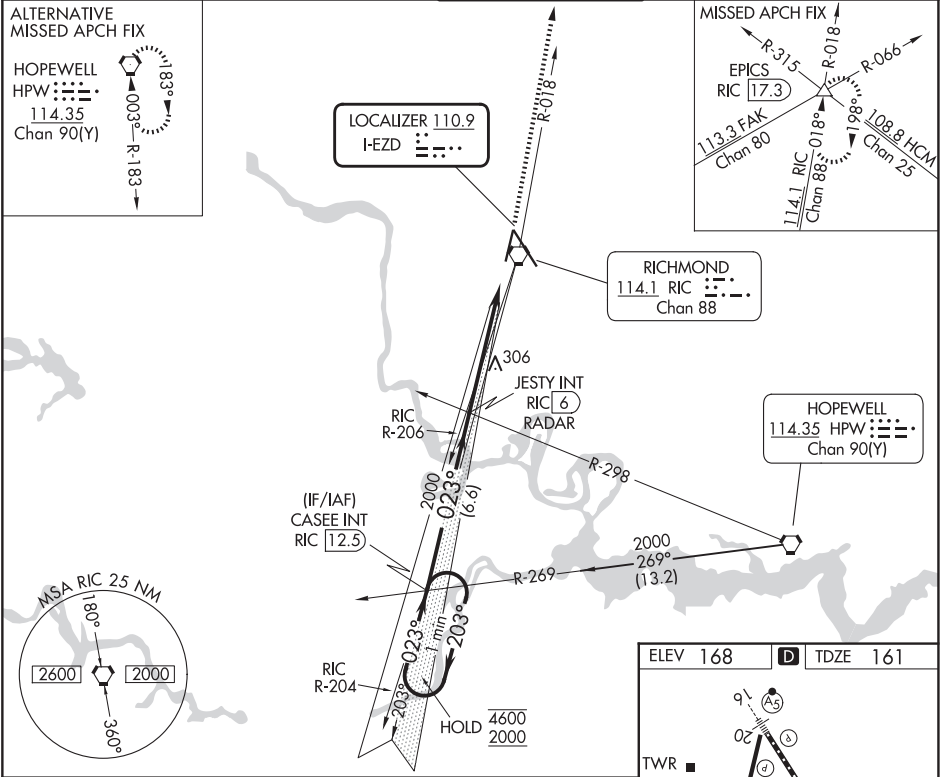 ALTERNATIVE
MISSED APCH FIX
HOPEWELL
HPW
114.35
Chan 90(Y)
183°
003°
R-183
LOCALIZER 110.9
I-EZD
R-018
MISSED APCH FIX
R-315
R-018
R-066
EPICS
RIC 17.3
113.3 FAK
Chan 80
018°
198°
108.8 HCM
Chan 25
114.1 RIC
Chan 88
RICHMOND
114.1 RIC
Chan 88
306
JESTY INT
RIC 6
RADAR
RIC
R-206
HOPEWELL
114.35 HPW
Chan 90(Y)
R-298
2000
023°
(6.6)
(IF/IAF)
CASEE INT
RIC 12.5
2000
269°
(13.2)
R-269
MSA RIC 25 NM
180°
2600
2000
360°
023°
1 min
203°
RIC
R-204
203°
HOLD
4600
2000
ELEV 168
D
TDZE 161
16
20
A5
P
P
TWR